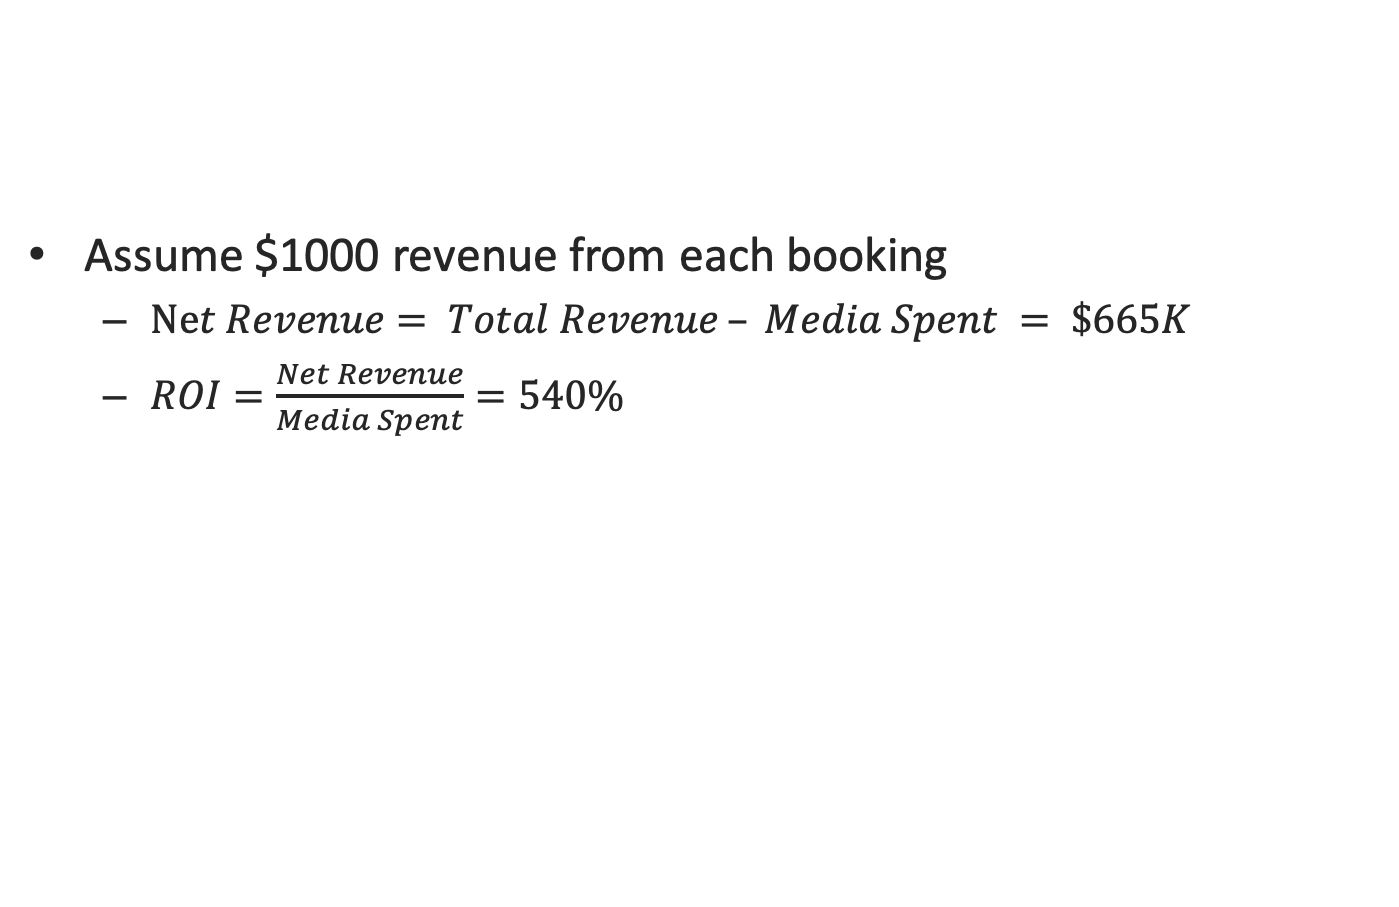 • Assume $1000 revenue from each booking
– Net Revenue = Total Revenue – Media Spent = $665K
– ROI = Net Revenue / Media Spent = 540%